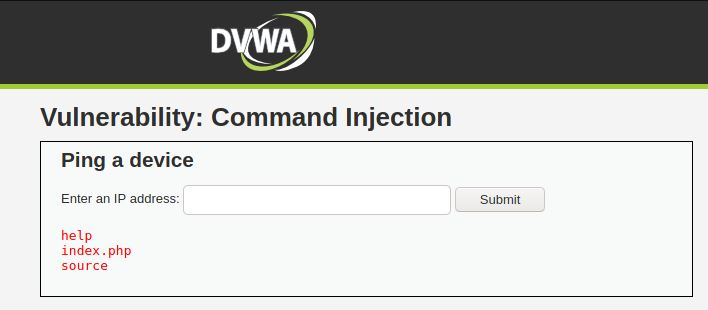 DVWA
Vulnerability: Command Injection
Ping a device
Enter an IP address: Submit
help
index.php
source